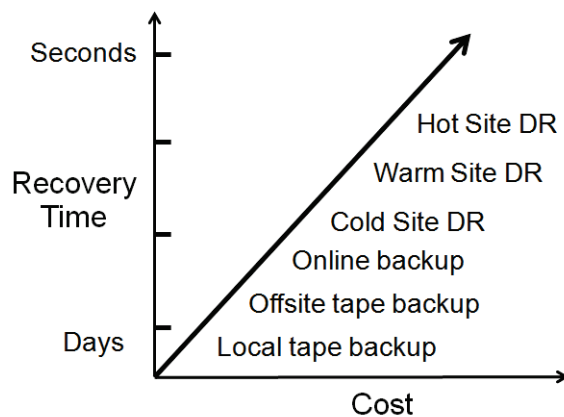 Seconds
Hot Site DR
Warm Site DR
Recovery
Time
Cold Site DR
Online backup
Offsite tape backup
Days
Local tape backup
Cost